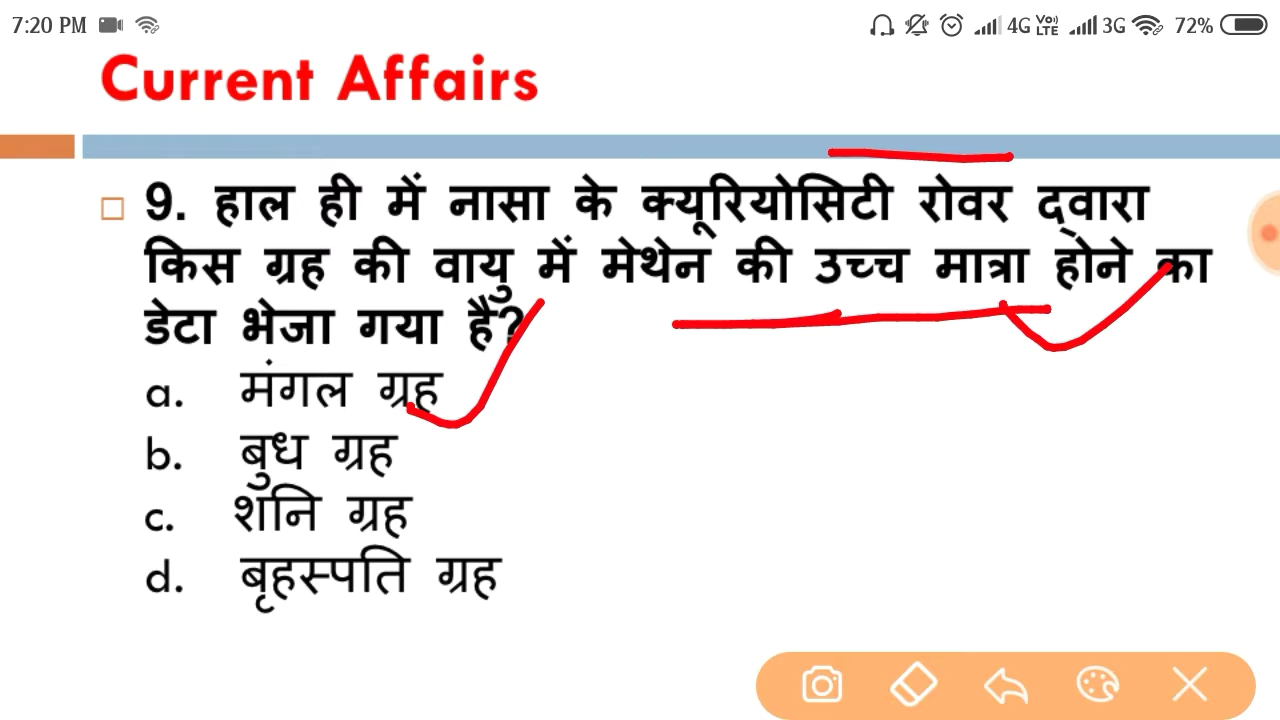 7:20 PM 4G Vo) LTE 3G 72%
Current Affairs
9. हाल ही में नासा के क्यूरियोसिटी रोवर द्वारा
किस ग्रह की वायु में मेथेन की उच्च मात्रा होने का
डेटा भेजा गया हैं?
a. मंगल ग्रह
b. बुध ग्रह
c. शनि ग्रह
d. बृहस्पति ग्रह